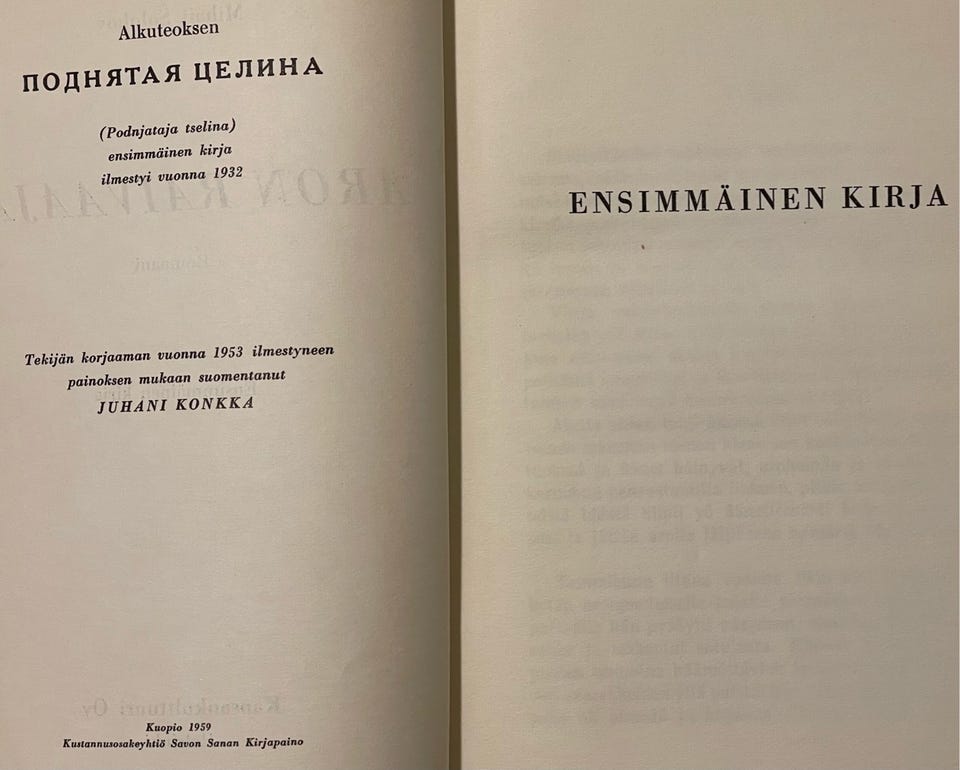 Alkuteoksen
ПОДНЯТАЯ ЦЕЛИНА
(Podnjataja tselina)
ensimmäinen kirja
ilmestyi vuonna 1932
Tekijän korjaaman vuonna 1953 ilmestyneen
painoksen mukaan suomentanut
JUHANI KONKKA
Kuopio 1959
Kustannusosakeyhtiö Savon Sanan Kirjapaino
ENSIMMÄINEN KIRJA